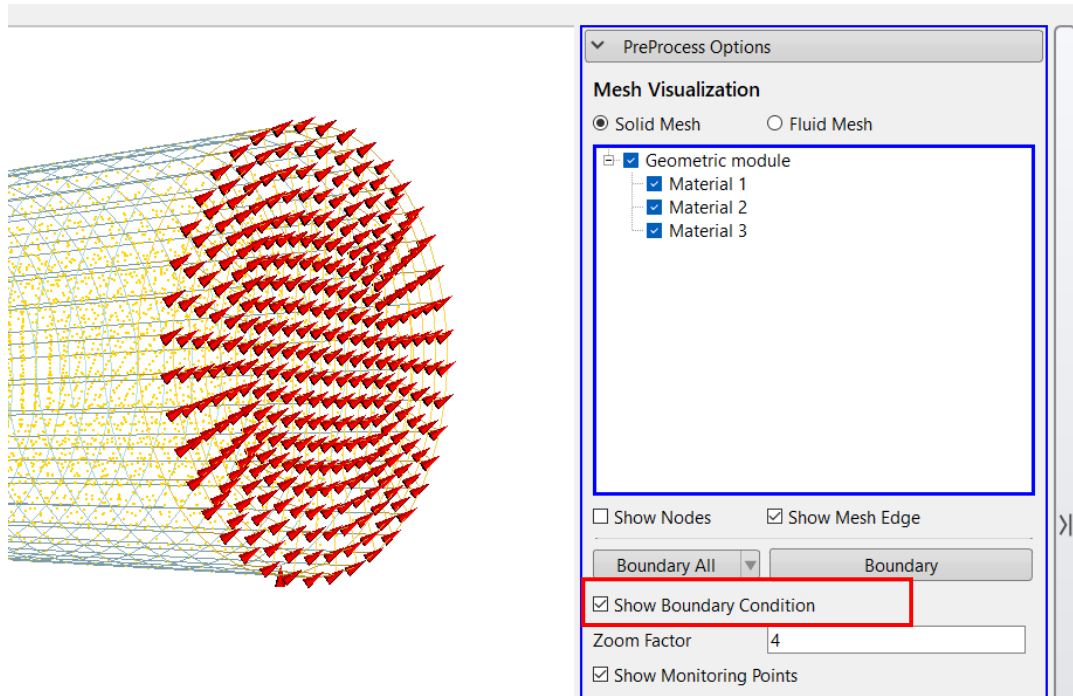 PreProcess Options
Mesh Visualization
Solid Mesh Fluid Mesh
Geometric module
Material 1
Material 2
Material 3
Show Nodes Show Mesh Edge
Boundary All Boundary
Show Boundary Condition
Zoom Factor 4
Show Monitoring Points